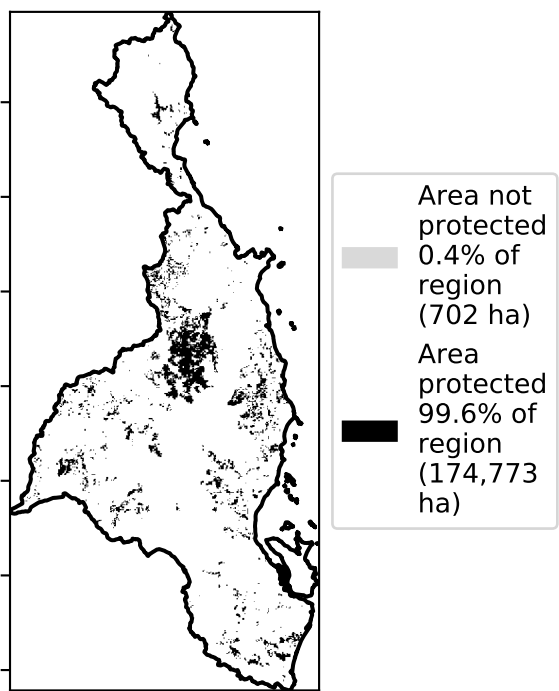 Area not
protected
0.4% of
region
(702 ha)
Area
protected
99.6% of
region
(174,773
ha)